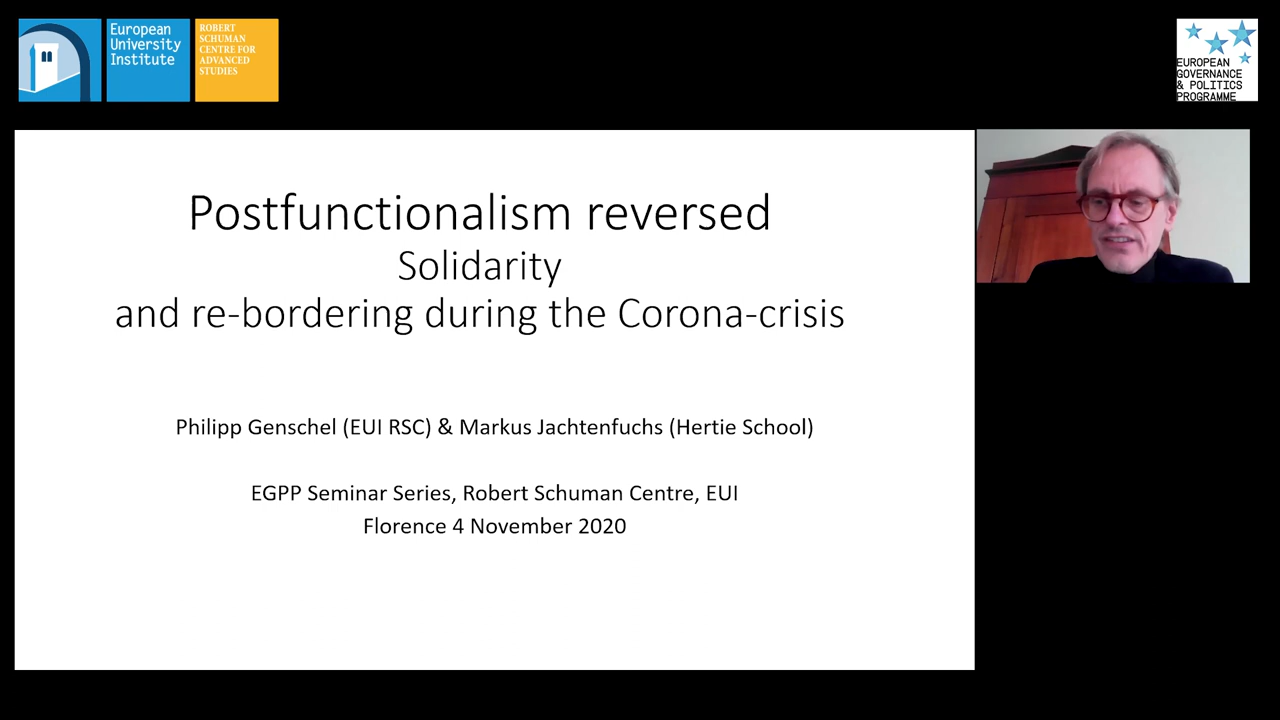 European
University
Institute
ROBERT
SCHUMAN
CENTRE FOR
ADVANCED
STUDIES
EUROPEAN
GOVERNANCE
& POLITICS
PROGRAMME
Postfunctionalism reversed
Solidarity
and re-bordering during the Corona-crisis
Philipp Genschel (EUI RSC) & Markus Jachtenfuchs (Hertie School)
EGPP Seminar Series, Robert Schuman Centre, EUI
Florence 4 November 2020